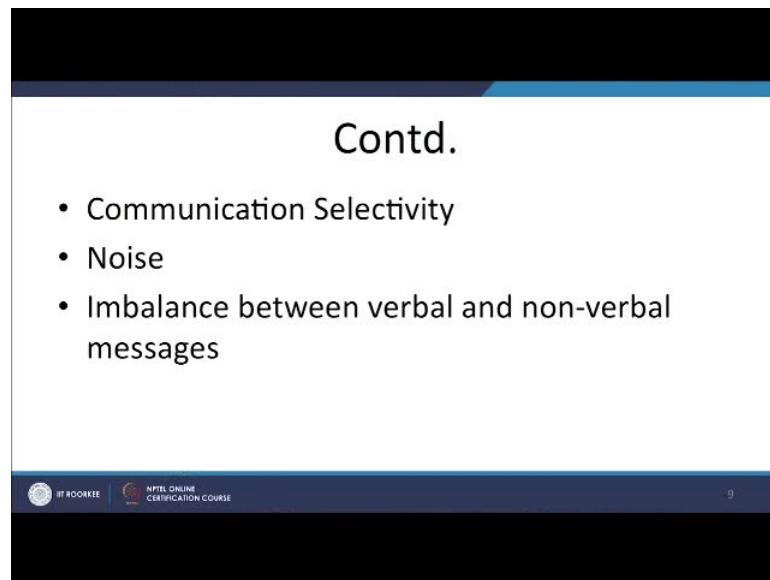 Contd.
• Communication Selectivity
• Noise
• Imbalance between verbal and non-verbal
messages
IIT ROORKEE
NPTEL ONLINE
CERTIFICATION COURSE
9